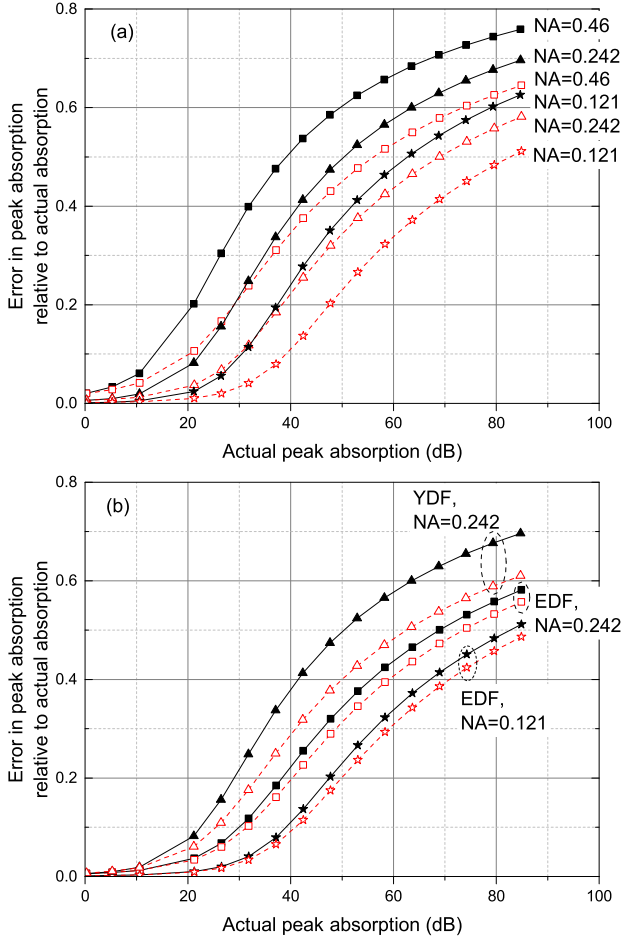 (a)
0.8
0.6
0.4
0.2
0.0
Error in peak absorption
relative to actual absorption
NA=0.46
NA=0.242
NA=0.46
NA=0.121
NA=0.242
NA=0.121
0 20 40 60 80 100
Actual peak absorption (dB)
(b)
0.8
0.6
0.4
0.2
0.0
Error in peak absorption
relative to actual absorption
YDF,
NA=0.242
EDF,
NA=0.242
EDF,
NA=0.121
0 20 40 60 80 100
Actual peak absorption (dB)